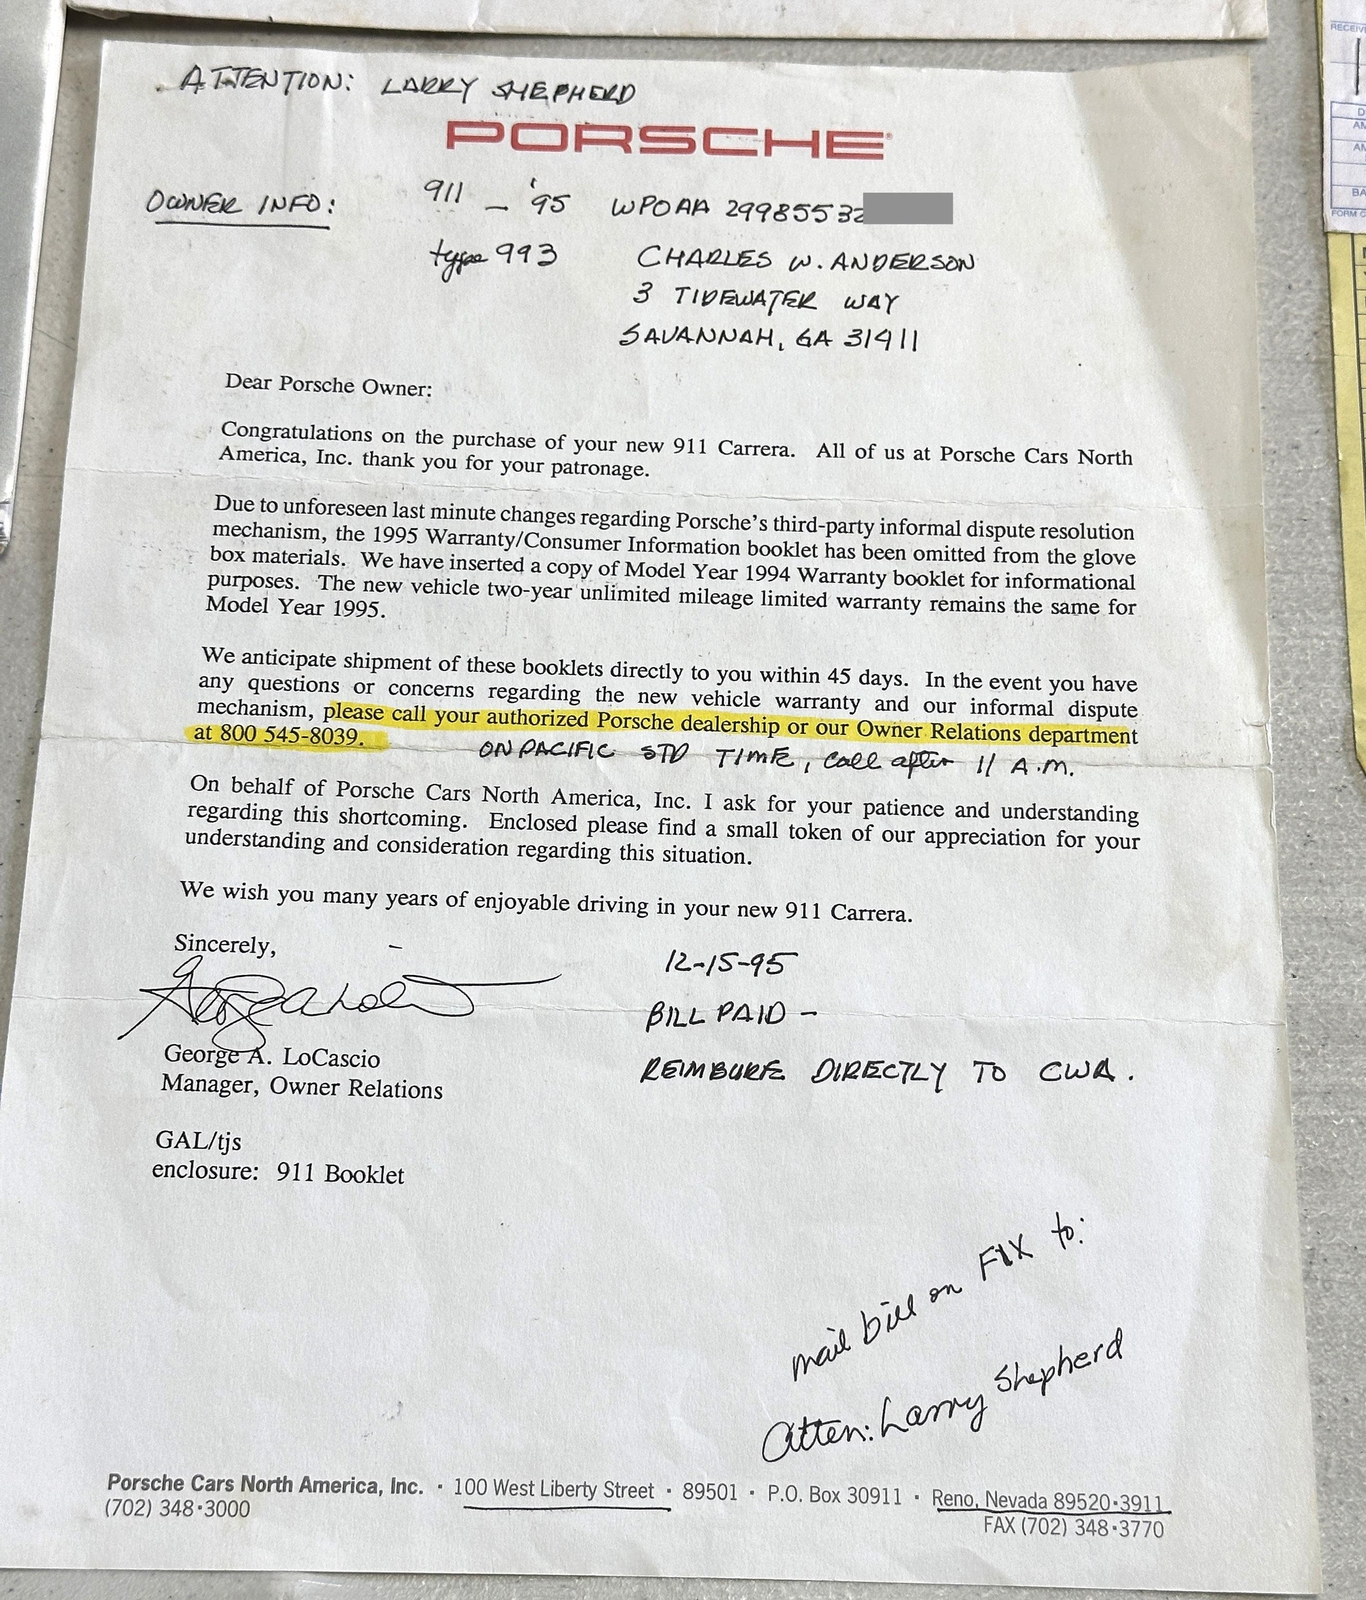 ATTENTION: LARRY SHEPHERD
PORSCHE
OWNER INFO:
911 - '95 WPOAA 299855532
type 993 CHARLES W. ANDERSON
3 TIDEWATER WAY
SAVANNAH, GA 31411
Dear Porsche Owner:
Congratulations on the purchase of your new 911 Carrera. All of us at Porsche Cars North
America, Inc. thank you for your patronage.
Due to unforeseen last minute changes regarding Porsche's third-party informal dispute resolution
mechanism, the 1995 Warranty/Consumer Information booklet has been omitted from the glove
box materials. We have inserted a copy of Model Year 1994 Warranty booklet for informational
purposes. The new vehicle two-year unlimited mileage limited warranty remains the same for
Model Year 1995.
We anticipate shipment of these booklets directly to you within 45 days. In the event you have
any questions or concerns regarding the new vehicle warranty and our informal dispute
mechanism, please call your authorized Porsche dealership or our Owner Relations department
at 800 545-8039.
ON PACIFIC STD TIME, call after 11 A.M.
On behalf of Porsche Cars North America, Inc. I ask for your patience and understanding
regarding this shortcoming. Enclosed please find a small token of our appreciation for your
understanding and consideration regarding this situation.
We wish you many years of enjoyable driving in your new 911 Carrera.
Sincerely,
12-15-95
BILL PAID -
George A. LoCascio
REIMBURE DIRECTLY TO CWA.
Manager, Owner Relations
GAL/tjs
enclosure: 911 Booklet
mail bill on FIX to:
Atten: Larry Shepherd
Porsche Cars North America, Inc. · 100 West Liberty Street · 89501 · P.O. Box 30911 · Reno, Nevada 89520·3911
(702) 348·3000
FAX (702) 348·3770